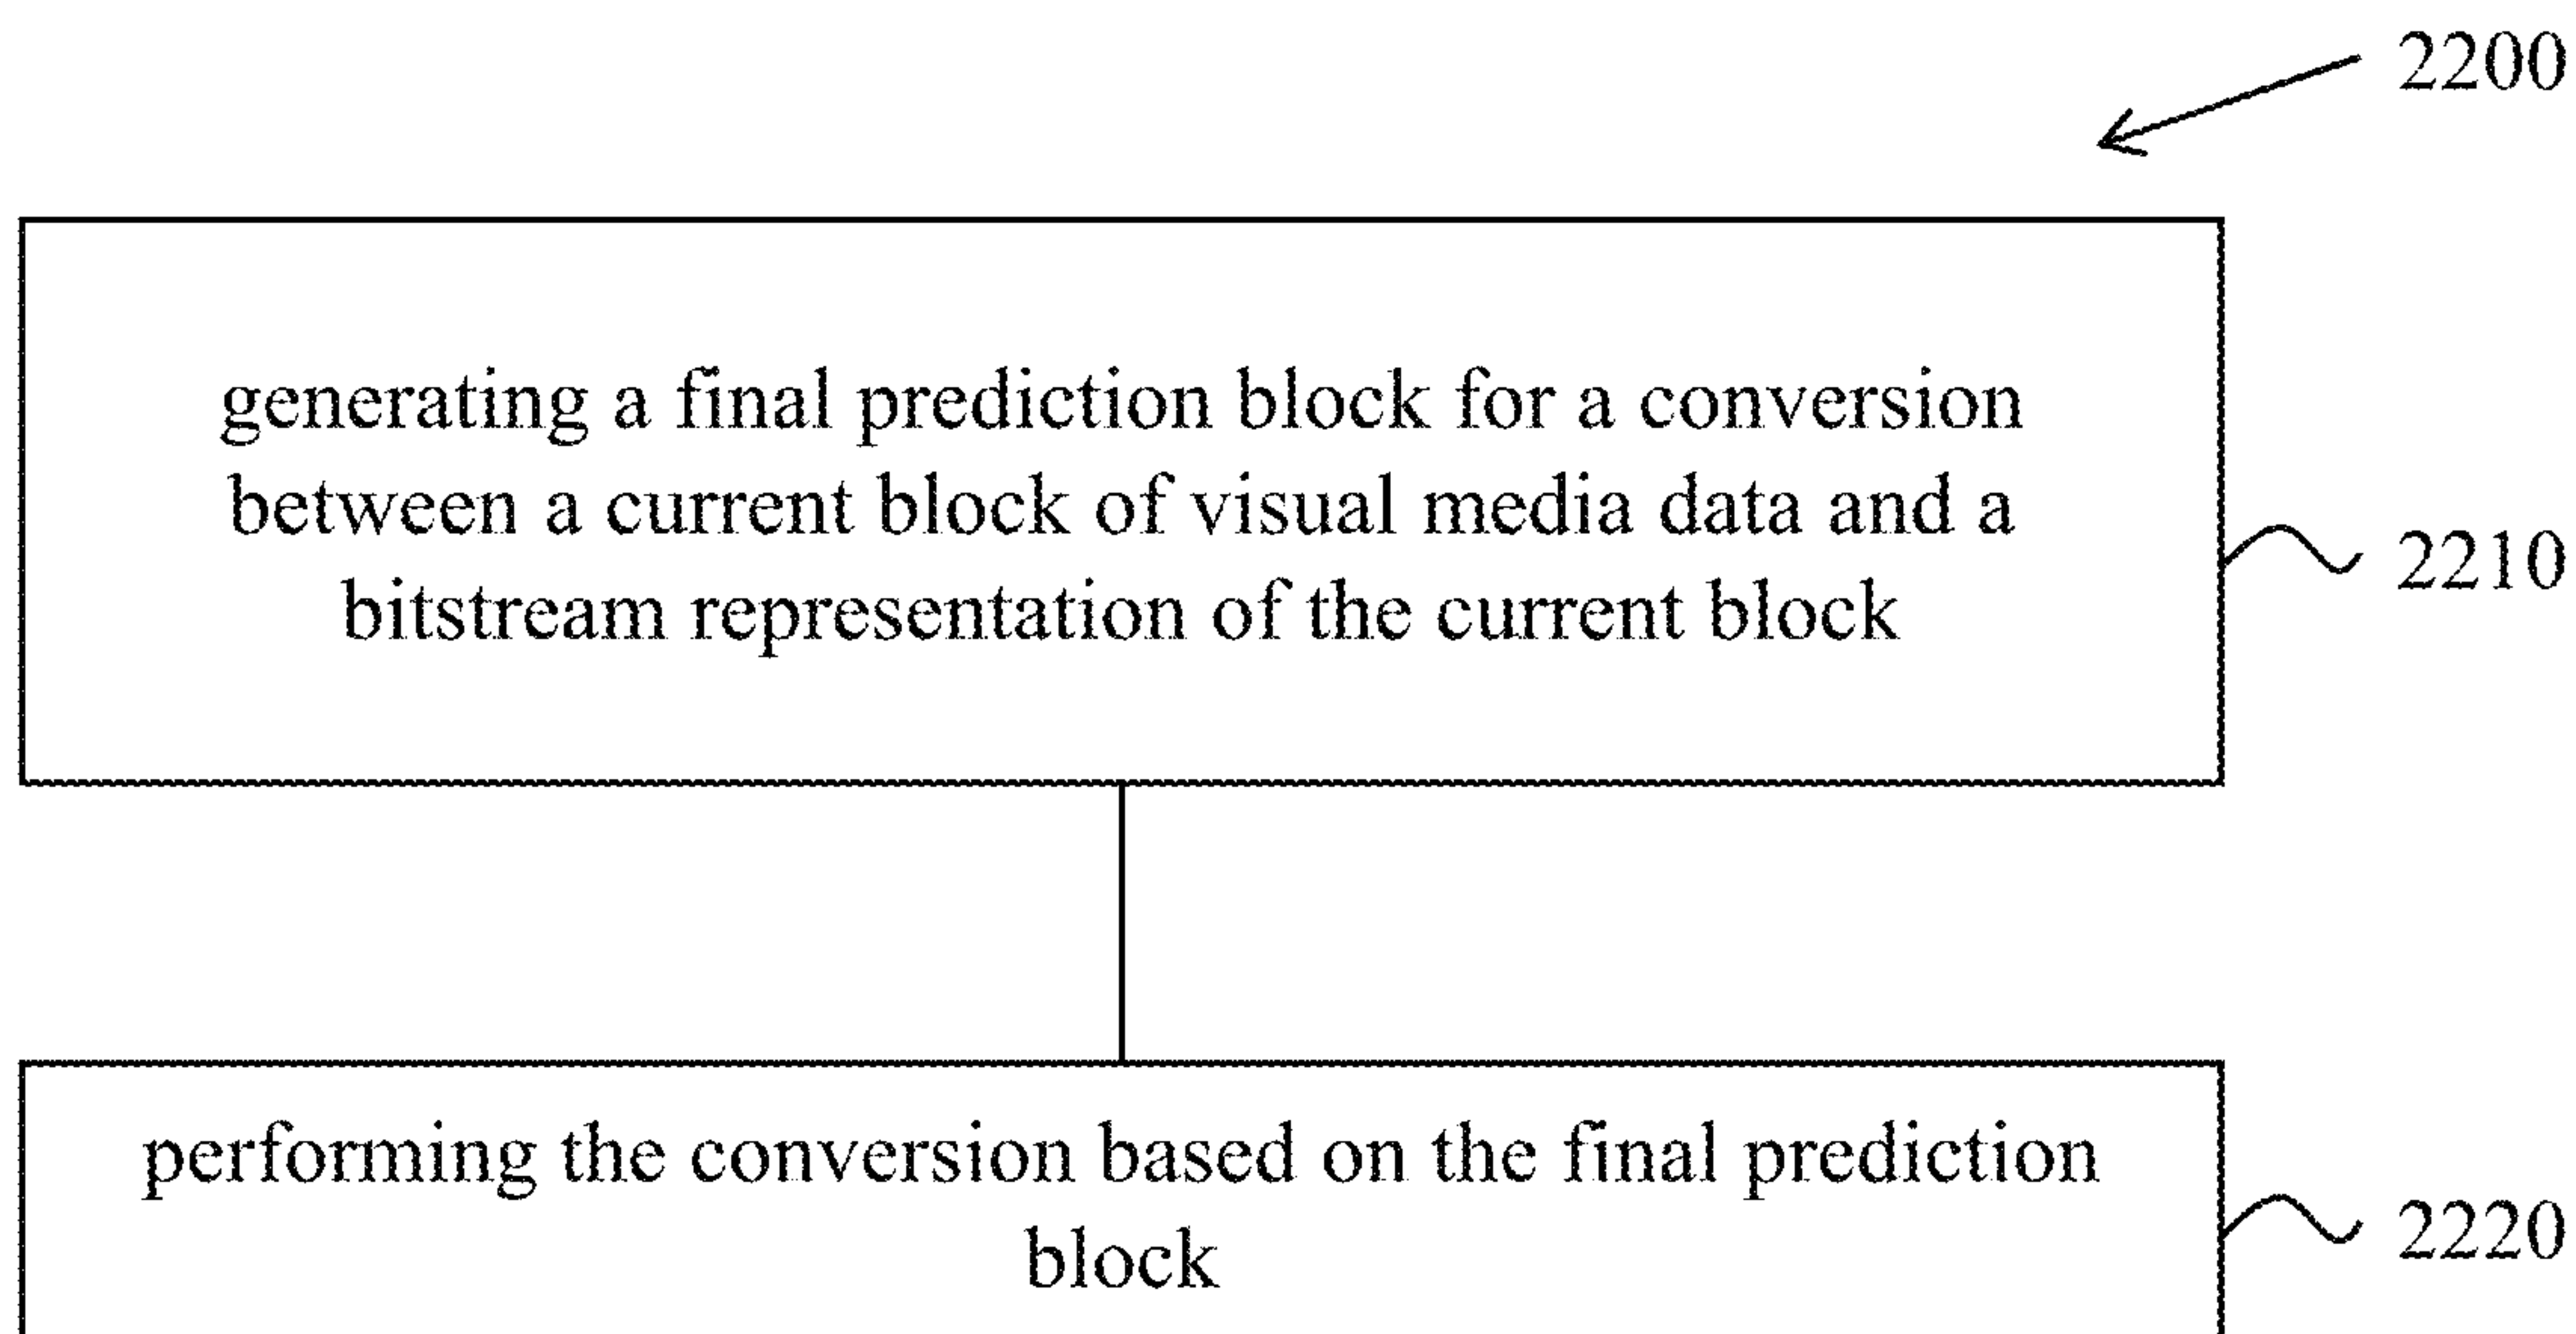 2200
generating a final prediction block for a conversion
between a current block of visual media data and a
bitstream representation of the current block
2210
performing the conversion based on the final prediction
block
2220